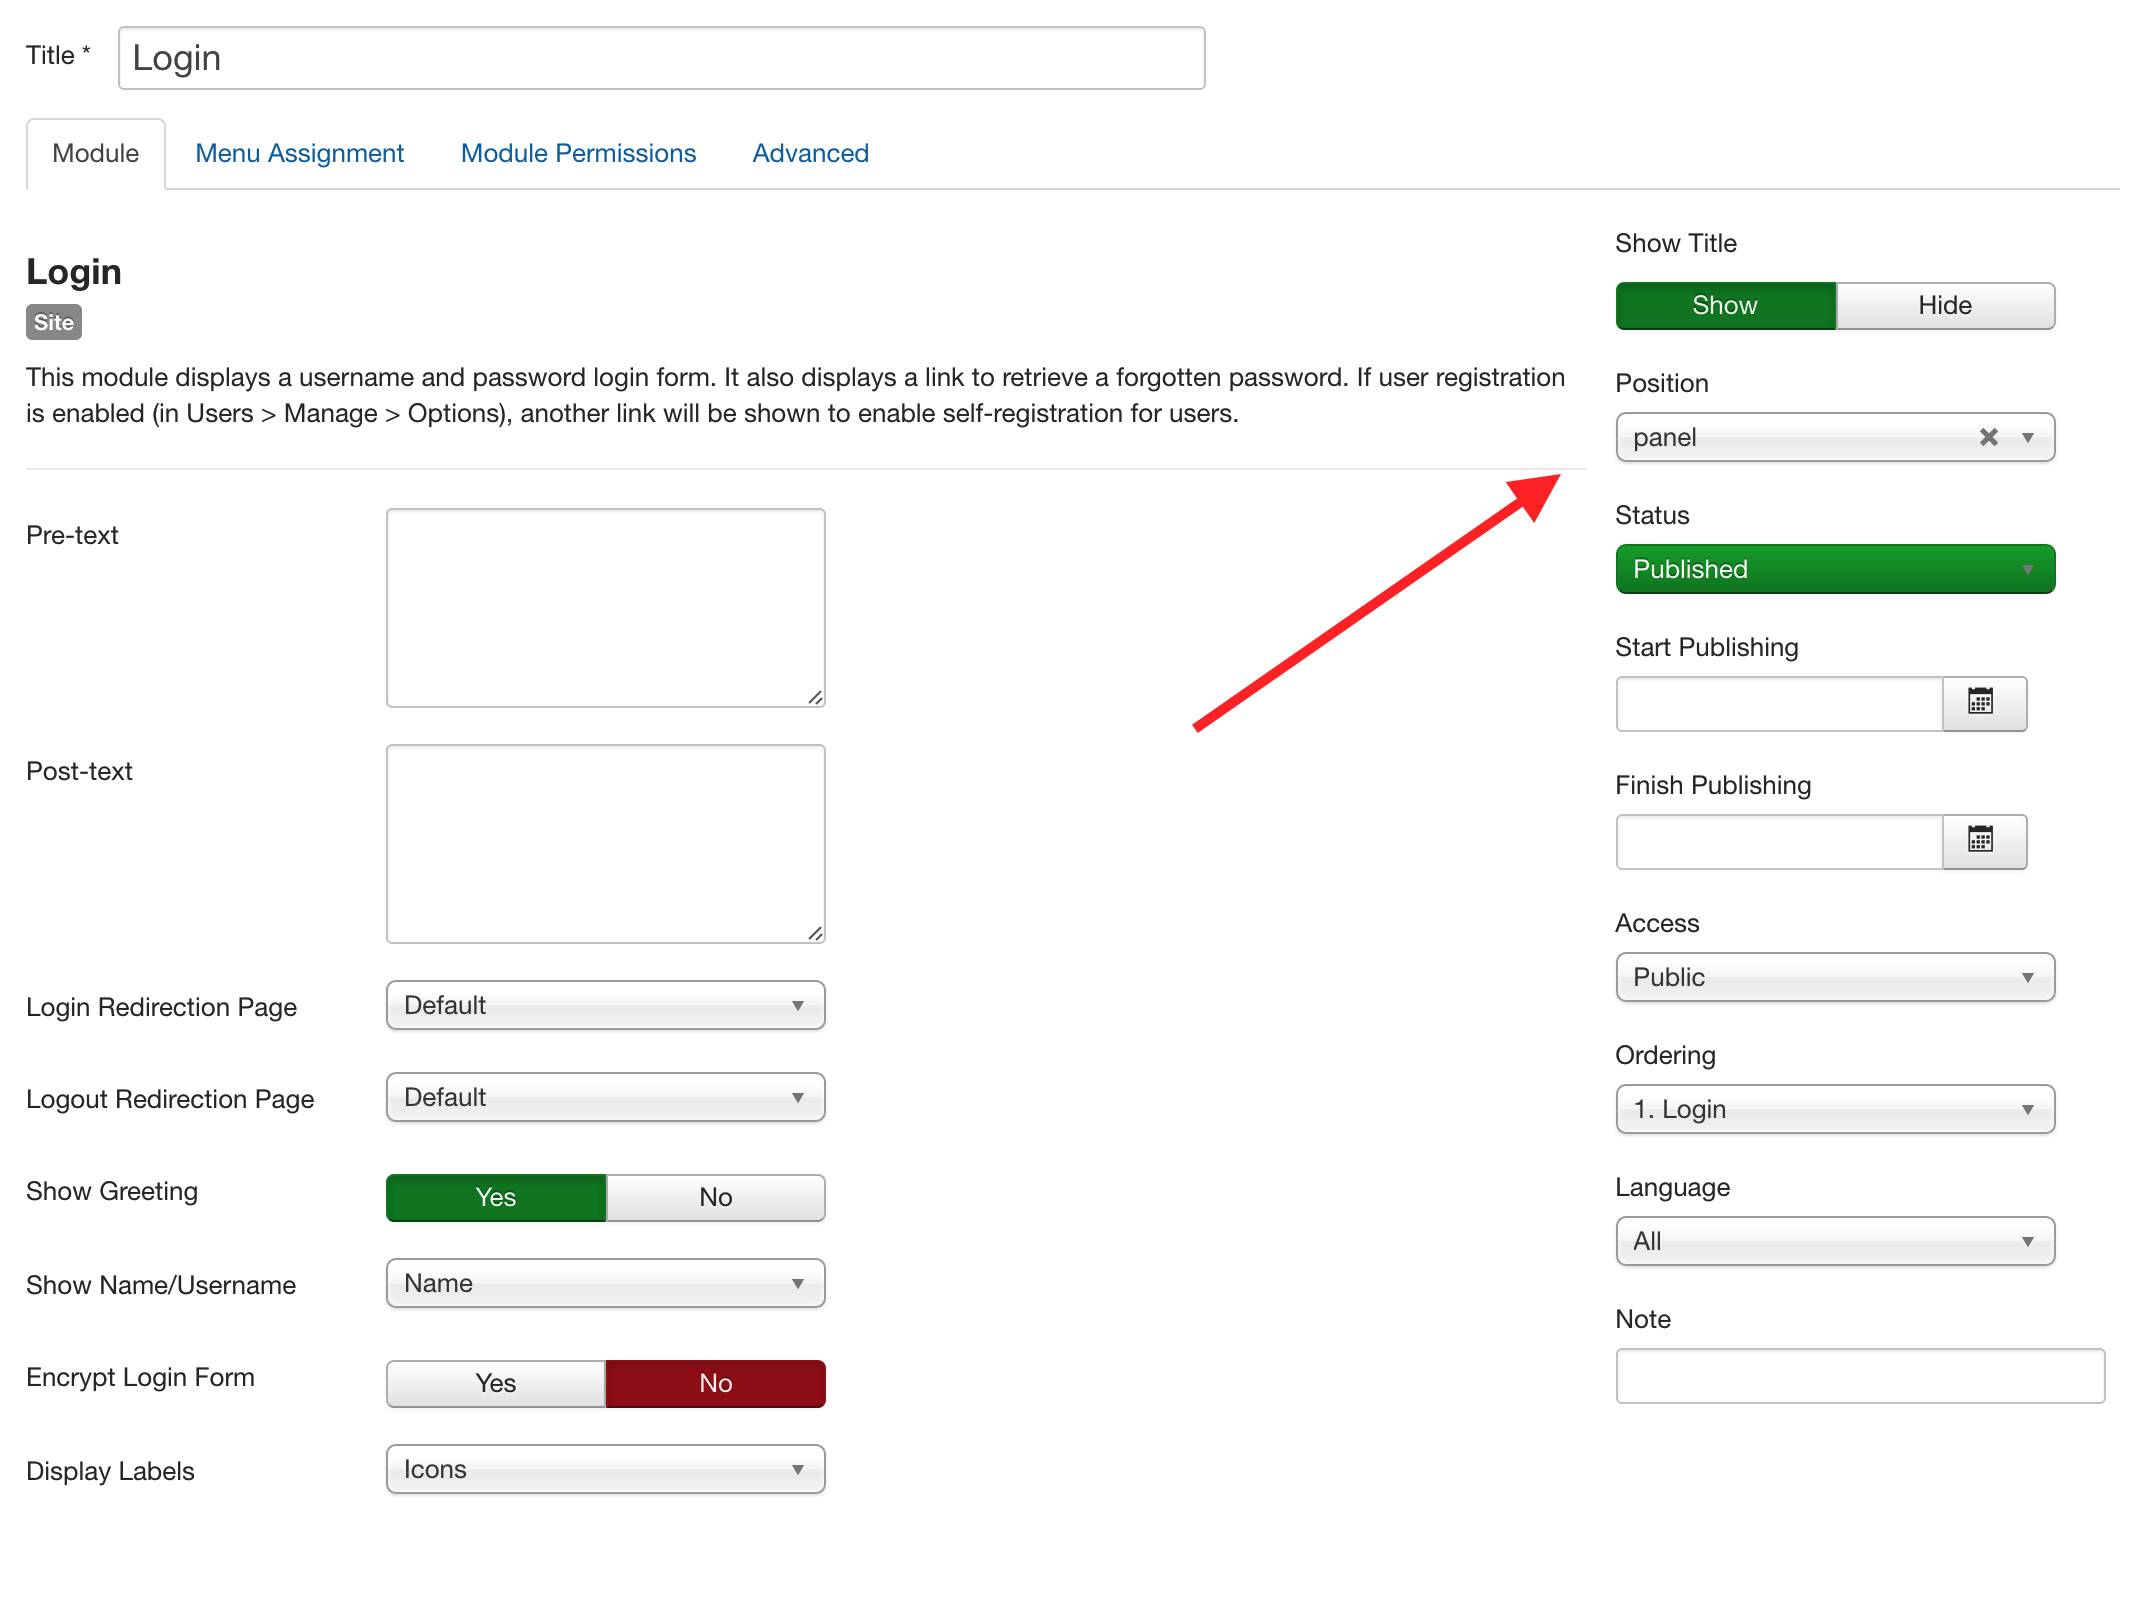 Title *
Login
Module
Menu Assignment
Module Permissions
Advanced
Login
Site
This module displays a username and password login form. It also displays a link to retrieve a forgotten password. If user registration
is enabled (in Users > Manage > Options), another link will be shown to enable self-registration for users.
Pre-text
Post-text
Login Redirection Page
Default
Logout Redirection Page
Default
Show Greeting
Yes
No
Show Name/Username
Name
Encrypt Login Form
Yes
No
Display Labels
Icons
Show Title
Show
Hide
Position
panel
Status
Published
Start Publishing
Finish Publishing
Access
Public
Ordering
1. Login
Language
All
Note